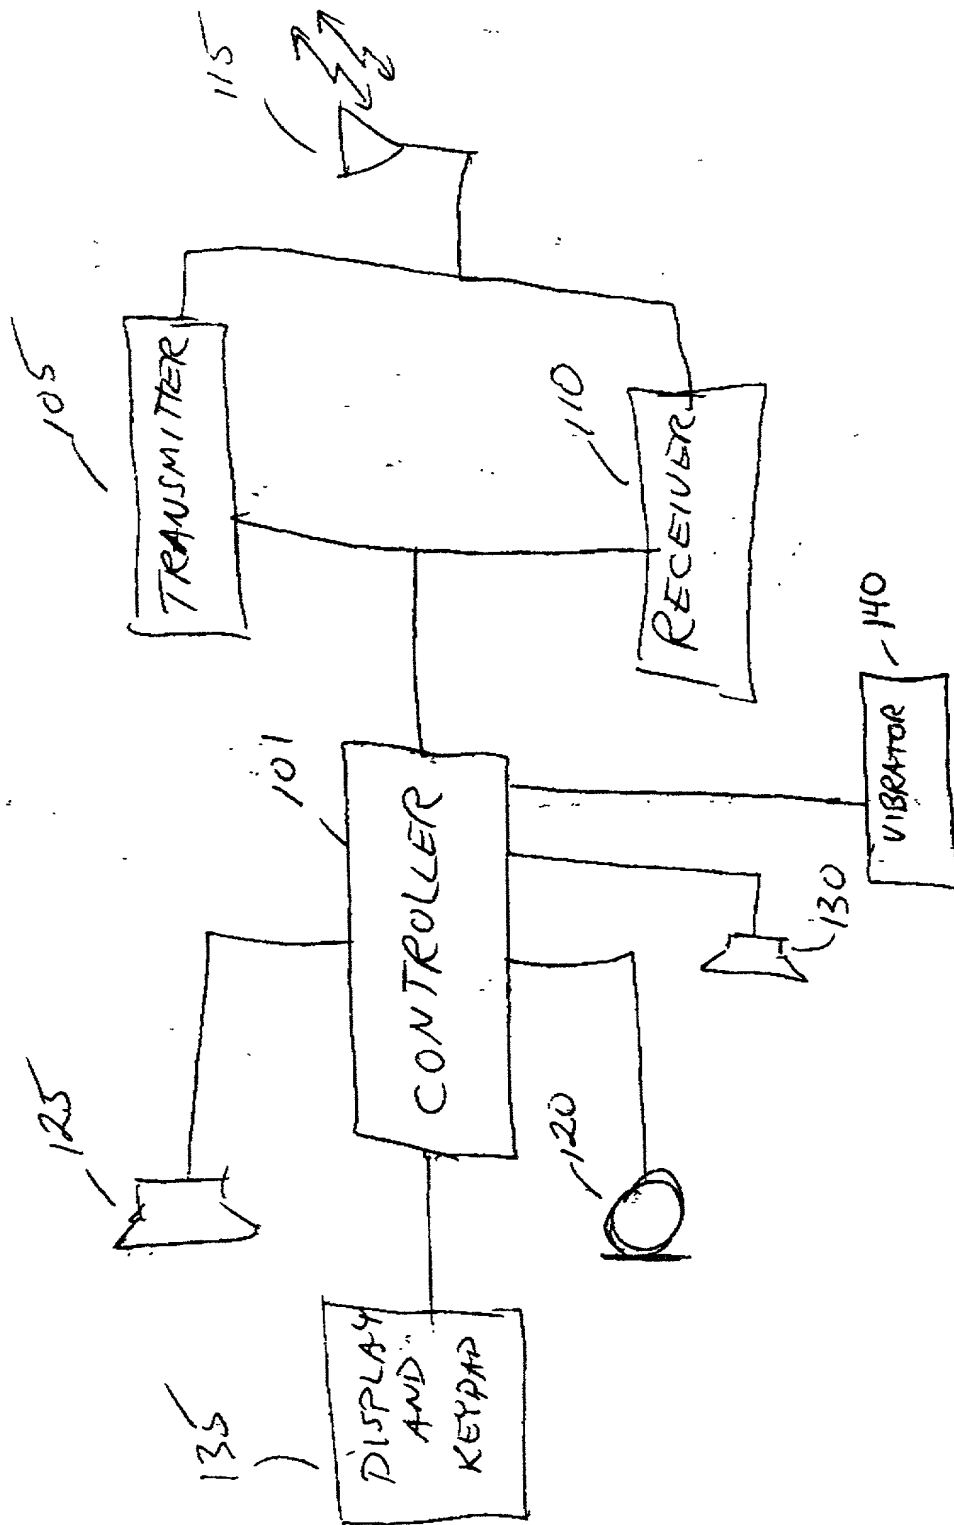 115
105
TRANSMITTER
110
RECEIVER
101
CONTROLLER
140
VIBRATOR
130
125
120
135
DISPLAY
AND
KEYPAD